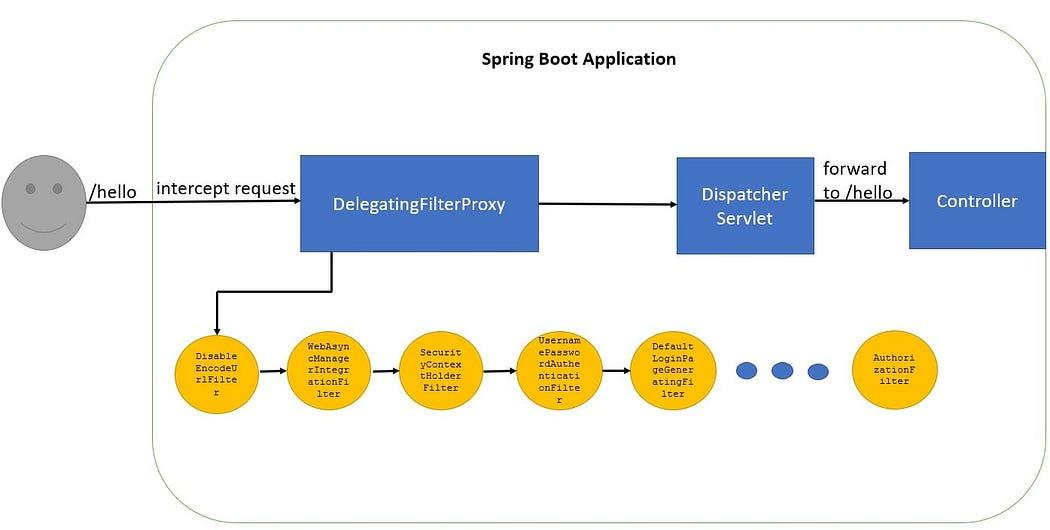 Spring Boot Application
/hello
intercept request
DelegatingFilterProxy
Dispatcher
Servlet
forward
to /hello
Controller
Disable
EncodeU
rlFilte
r
WebAsyn
cManage
rIntegr
ationFi
lter
Securit
yContex
tHolder
Filter
Usernam
ePasswo
rdAuthe
nticati
onFilte
r
Default
LoginPa
geGener
atingFi
lter
Authori
zationF
ilter